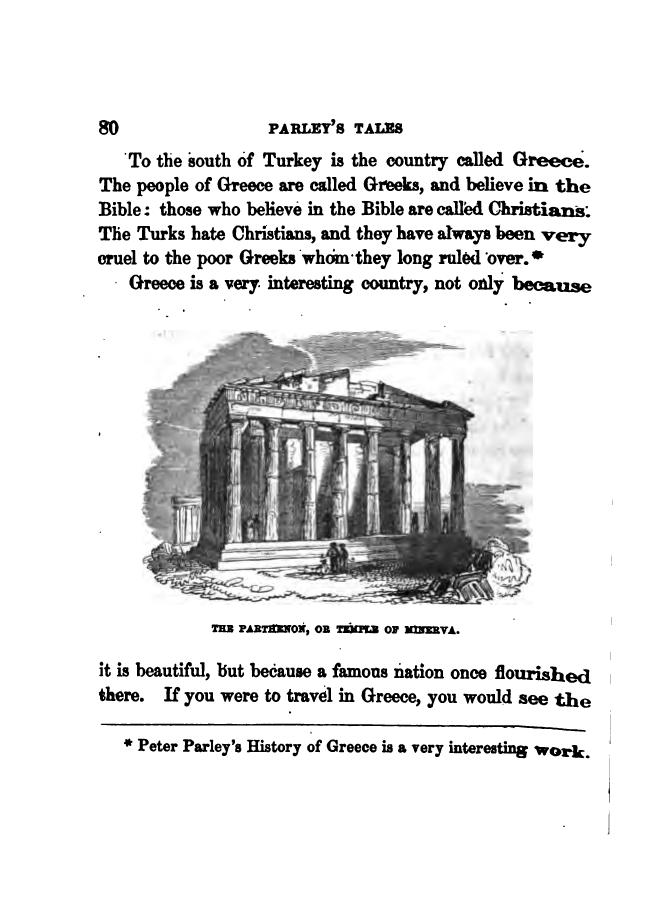 80 PARLEY'S TALES
To the south of Turkey is the country called Greece.
The people of Greece are called Greeks, and believe in the
Bible: those who believe in the Bible are called Christians.
The Turks hate Christians, and they have always been very
cruel to the poor Greeks whom they long ruled over.*
Greece is a very interesting country, not only because
THE PARTHENON, OR TEMPLE OF MINERVA.
it is beautiful, but because a famous nation once flourished
there. If you were to travel in Greece, you would see the
* Peter Parley's History of Greece is a very interesting work.